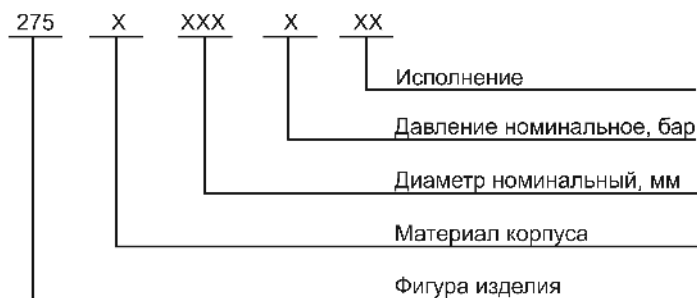 275 X XXX X XX
Исполнение
Давление номинальное, бар
Диаметр номинальный, мм
Материал корпуса
Фигура изделия